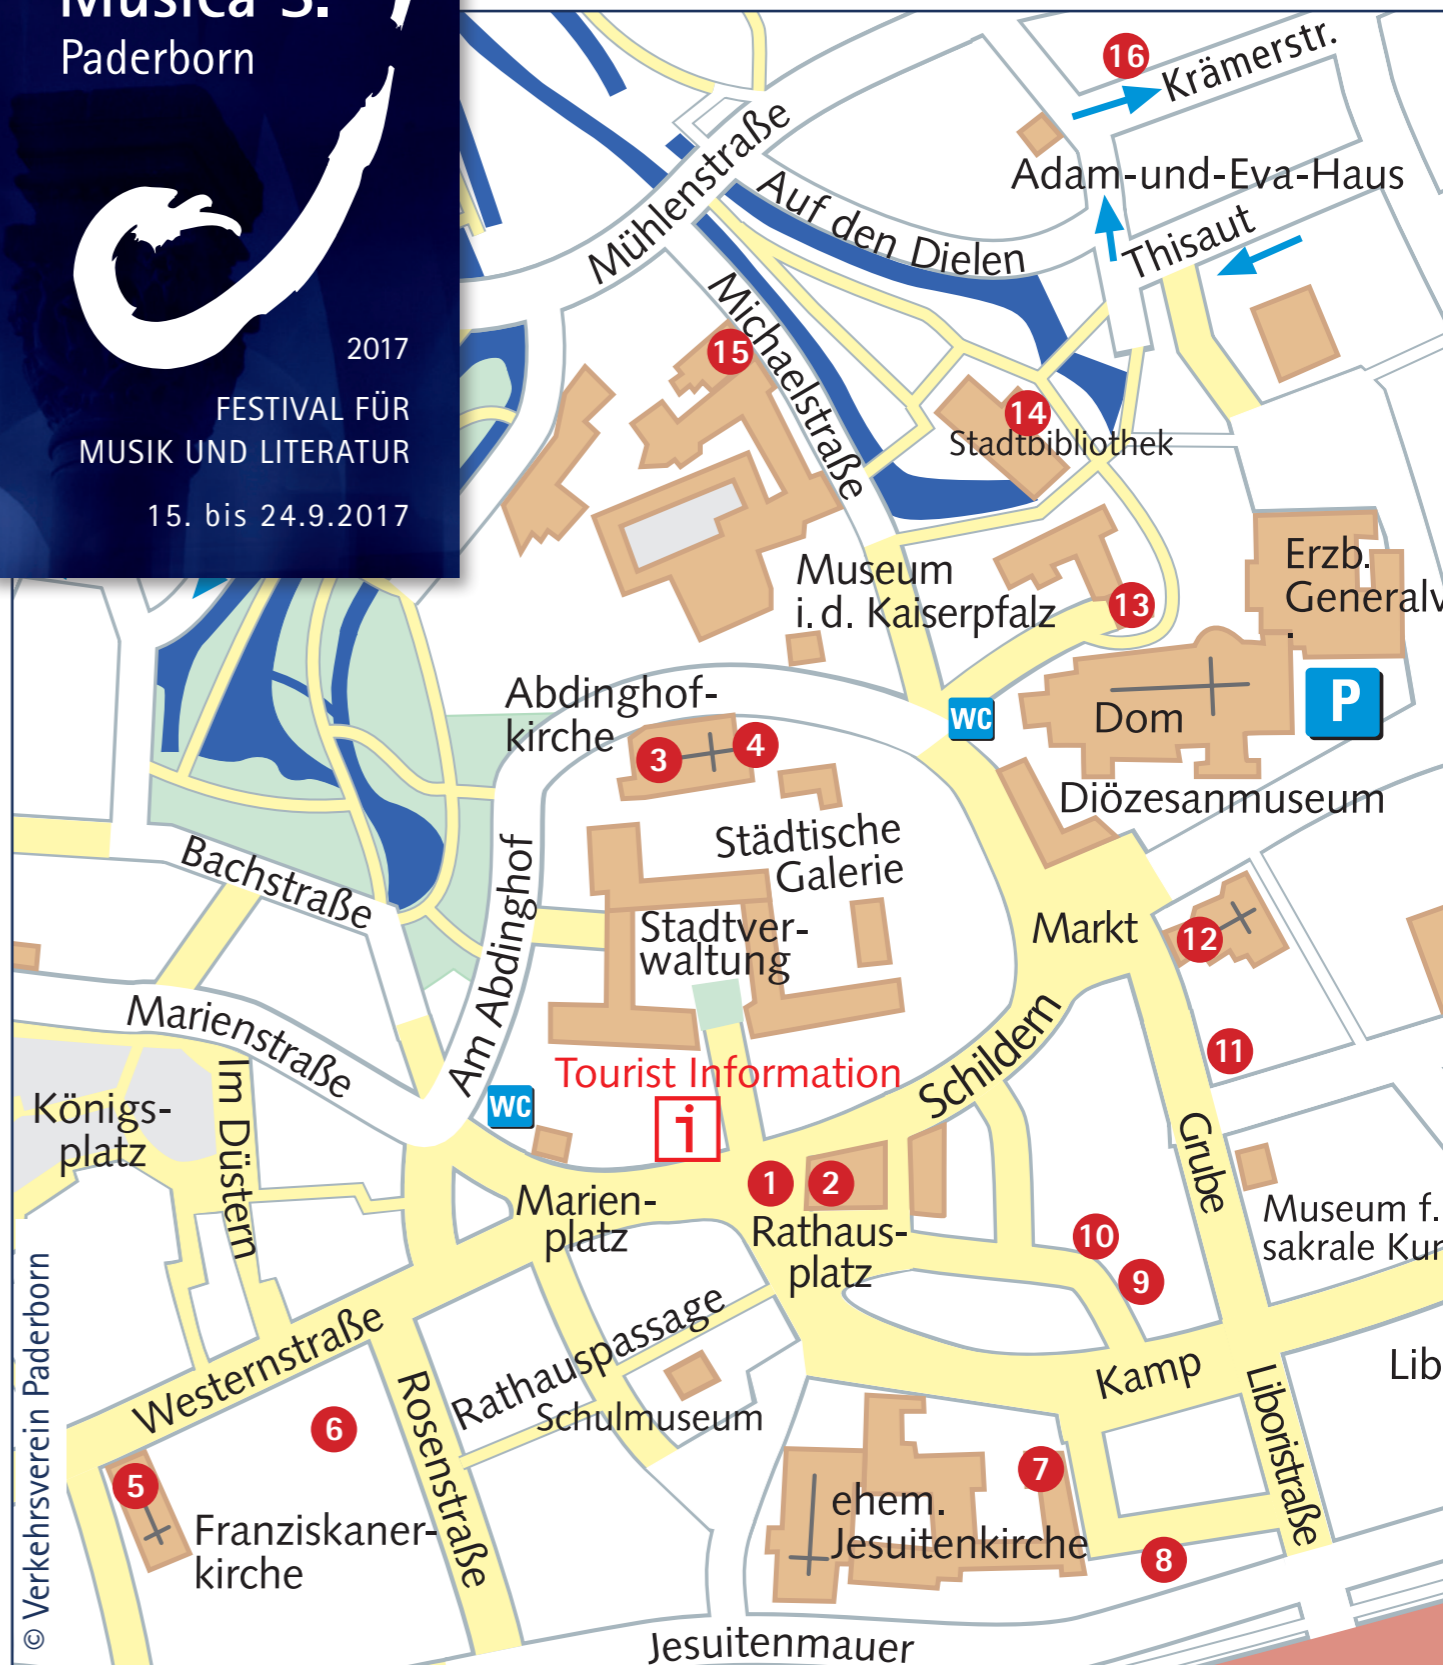 Musica S.
Paderborn
2017
FESTIVAL FÜR
MUSIK UND LITERATUR
15. bis 24.9.2017
16
Krämerstr.
Mühlenstraße
Adam-und-Eva-Haus
Auf den Dielen
Thisaut
Michaelstraße
15
14
Stadtbibliothek
Erzb.
Generalv
.
Museum
i. d. Kaiserpfalz
13
Abdinghof-
kirche
3
4
WC
Dom
P
Diözesanmuseum
Städtische
Galerie
Bachstraße
Am Abdinghof
Stadtver-
waltung
Markt
12
Marienstraße
Schildern
11
Tourist Information
i
WC
Königs-
platz
Im Düstern
Grube
1
2
Marien-
platz
Rathaus-
platz
10
9
Museum f.
sakrale Kun
Westernstraße
Rathauspassage
Schulmuseum
Kamp
Lib
Rosenstraße
Liboristraße
6
5
Franziskaner-
kirche
7
ehem.
Jesuitenkirche
8
Jesuitenmauer
© Verkehrsverein Paderborn